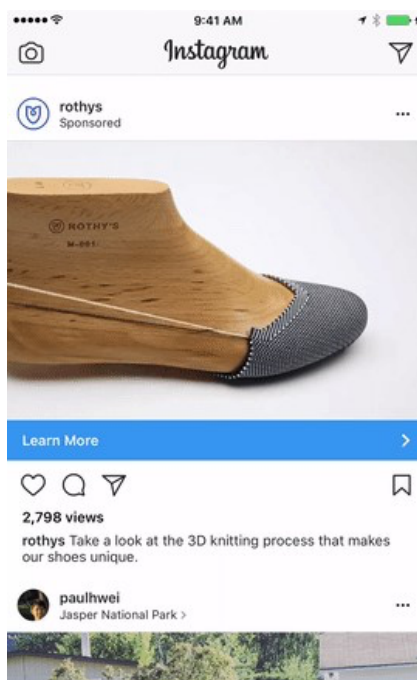 9:41 AM
Instagram
rothys
Sponsored
ROTHY'S
M-001
Learn More
2,798 views
rothys Take a look at the 3D knitting process that makes
our shoes unique.
paulhwei
Jasper National Park >